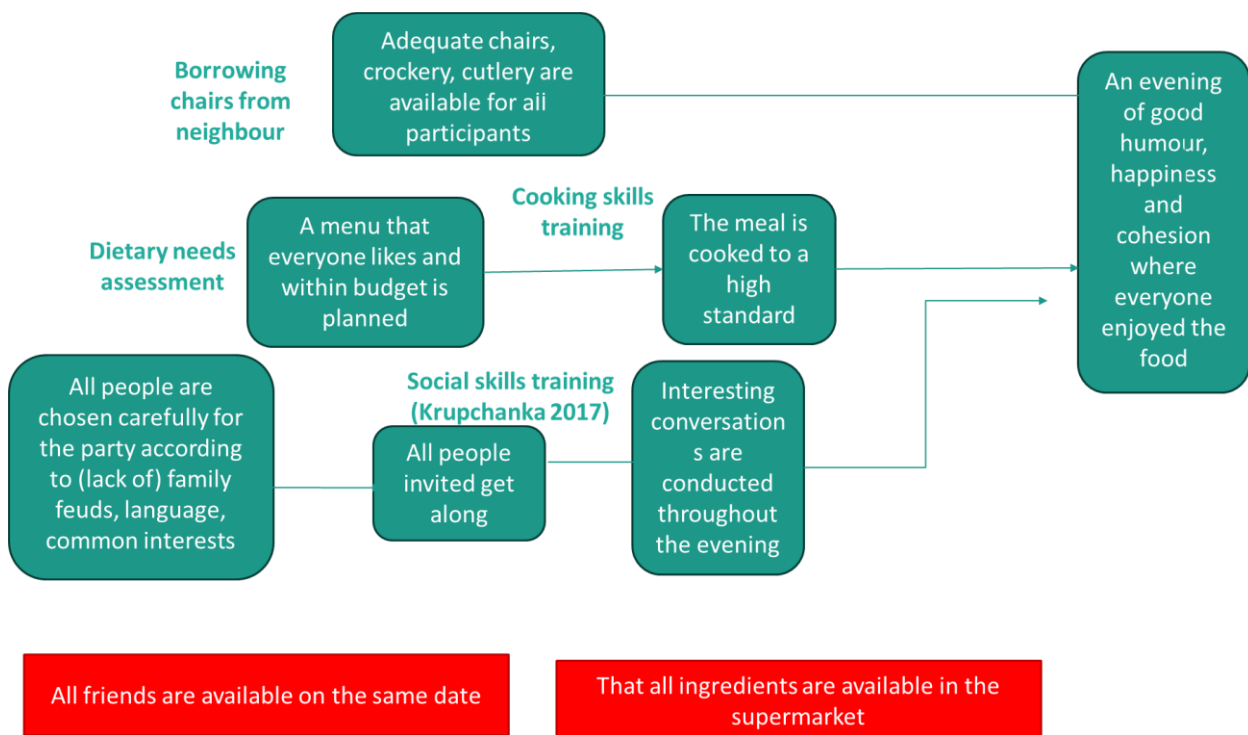 Borrowing
chairs from
neighbour
Adequate chairs,
crockery, cutlery are
available for all
participants
An evening
of good
humour,
happiness
and
cohesion
where
everyone
enjoyed the
food
Dietary needs
assessment
A menu that
everyone likes and
within budget is
planned
Cooking skills
training
The meal is
cooked to a
high
standard
All people are
chosen carefully for
the party according
to (lack of) family
feuds, language,
common interests
Social skills training
(Krupchanka 2017)
All people
invited get
along
Interesting
conversation
s are
conducted
throughout
the evening
All friends are available on the same date
That all ingredients are available in the
supermarket